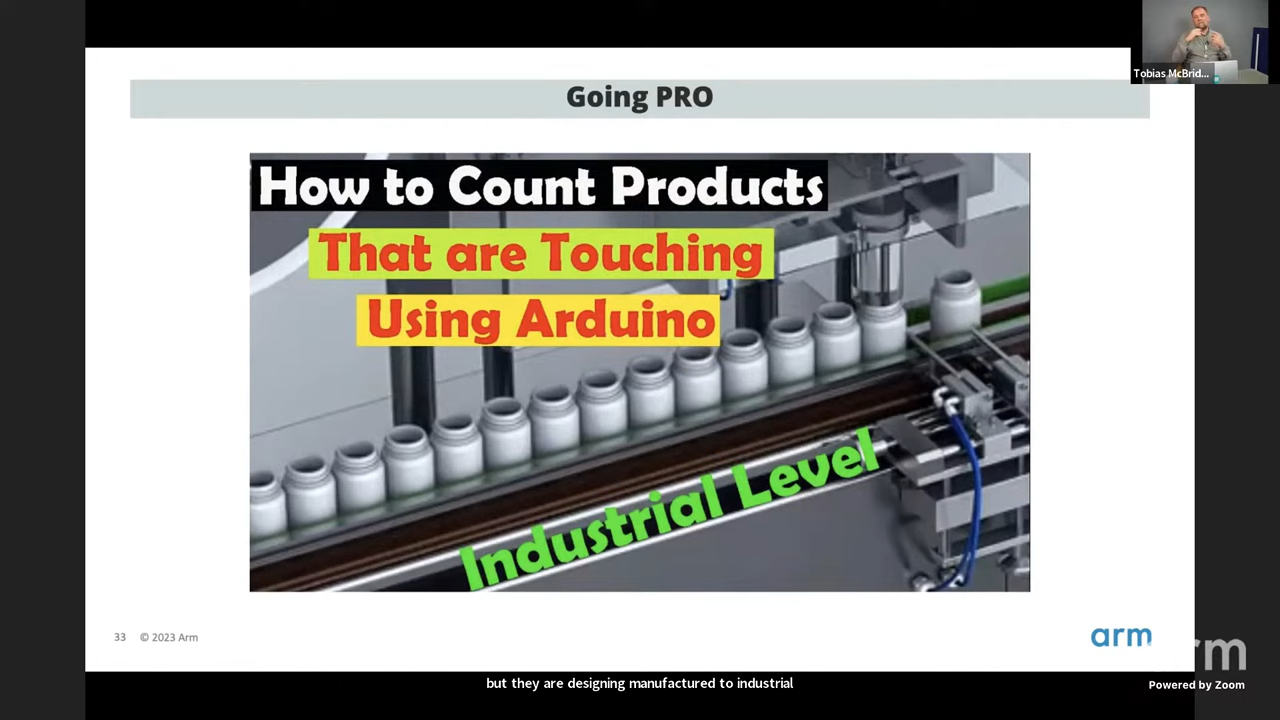 Tobias McBrid...
Going PRO
How to Count Products
That are Touching
Using Arduino
Industrial Level
33 © 2023 Arm
arm
rm
Powered by Zoom
but they are designing manufactured to industrial